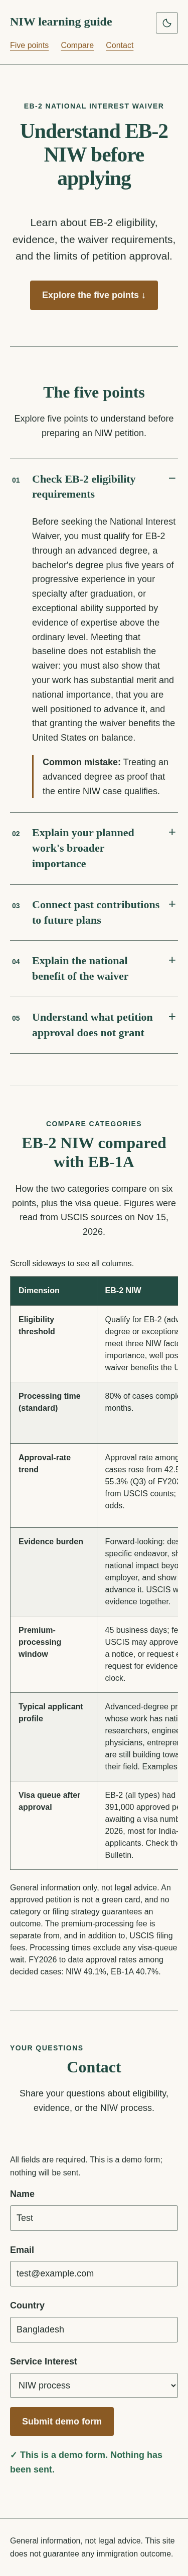 NIW learning guide
Five points Compare Contact
EB-2 NATIONAL INTEREST WAIVER
Understand EB-2
NIW before
applying
Learn about EB-2 eligibility,
evidence, the waiver requirements,
and the limits of petition approval.
Explore the five points ↓
The five points
Explore five points to understand before
preparing an NIW petition.
01 Check EB-2 eligibility −
requirements
Before seeking the National Interest
Waiver, you must qualify for EB-2
through an advanced degree, a
bachelor's degree plus five years of
progressive experience in your
specialty after graduation, or
exceptional ability supported by
evidence of expertise above the
ordinary level. Meeting that
baseline does not establish the
waiver: you must also show that
your work has substantial merit and
national importance, that you are
well positioned to advance it, and
that granting the waiver benefits the
United States on balance.
Common mistake: Treating an
advanced degree as proof that
the entire NIW case qualifies.
02 Explain your planned +
work's broader
importance
03 Connect past contributions +
to future plans
04 Explain the national +
benefit of the waiver
05 Understand what petition +
approval does not grant
COMPARE CATEGORIES
EB-2 NIW compared
with EB-1A
How the two categories compare on six
points, plus the visa queue. Figures were
read from USCIS sources on Nov 15,
2026.
Scroll sideways to see all columns.
Dimension EB-2 NIW
Eligibility Qualify for EB-2 (adv
threshold degree or exceptiona
meet three NIW facto
importance, well pos
waiver benefits the U
Processing time 80% of cases comple
(standard) months.
Approval-rate Approval rate among
trend cases rose from 42.5
55.3% (Q3) of FY202
from USCIS counts;
odds.
Evidence burden Forward-looking: des
specific endeavor, sh
national impact beyo
employer, and show
advance it. USCIS w
evidence together.
Premium- 45 business days; fe
processing USCIS may approve
window a notice, or request e
request for evidence
clock.
Typical applicant Advanced-degree pr
profile whose work has nati
researchers, enginee
physicians, entrepren
are still building towa
their field. Examples
Visa queue after EB-2 (all types) had
approval 391,000 approved pe
awaiting a visa numb
2026, most for India-
applicants. Check the
Bulletin.
General information only, not legal advice. An
approved petition is not a green card, and no
category or filing strategy guarantees an
outcome. The premium-processing fee is
separate from, and in addition to, USCIS filing
fees. Processing times exclude any visa-queue
wait. FY2026 to date approval rates among
decided cases: NIW 49.1%, EB-1A 40.7%.
YOUR QUESTIONS
Contact
Share your questions about eligibility,
evidence, or the NIW process.
All fields are required. This is a demo form;
nothing will be sent.
Name
Test
Email
test@example.com
Country
Bangladesh
Service Interest
NIW process
Submit demo form
✓ This is a demo form. Nothing has
been sent.
General information, not legal advice. This site
does not guarantee any immigration outcome.